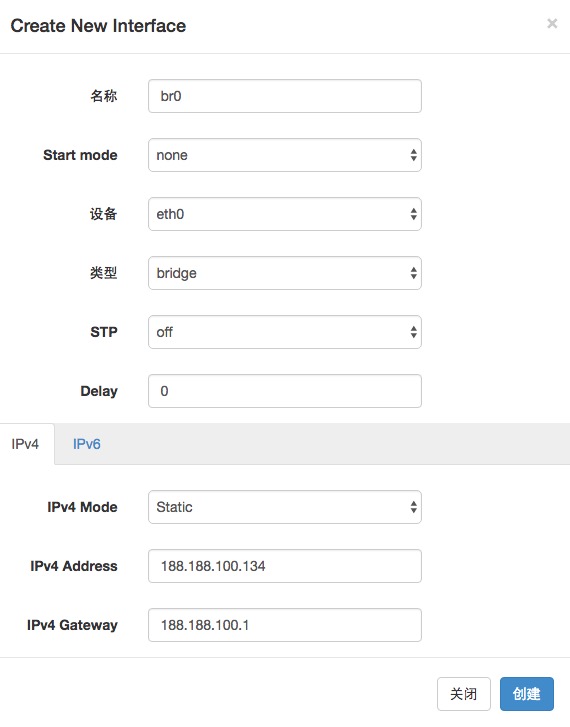 Create New Interface ×
名称 br0
Start mode none
设备 eth0
类型 bridge
STP off
Delay 0
IPv4 IPv6
IPv4 Mode Static
IPv4 Address 188.188.100.134
IPv4 Gateway 188.188.100.1
关闭 创建